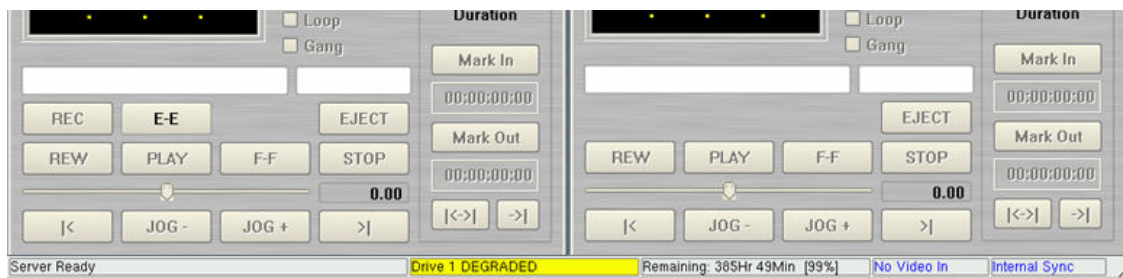 Loop
Duration
Gang
Mark In
00:00:00:00
REC E-E EJECT
Mark Out
REW PLAY F-F STOP
00:00:00:00
0.00
|<->| ->|
|< JOG - JOG + >|
Loop
Duration
Gang
Mark In
00:00:00:00
EJECT
Mark Out
REW PLAY F-F STOP
00:00:00:00
0.00
|<->| ->|
|< JOG - JOG + >|
Server Ready Drive 1 DEGRADED Remaining: 385Hr 49Min [99%] No Video In Internal Sync